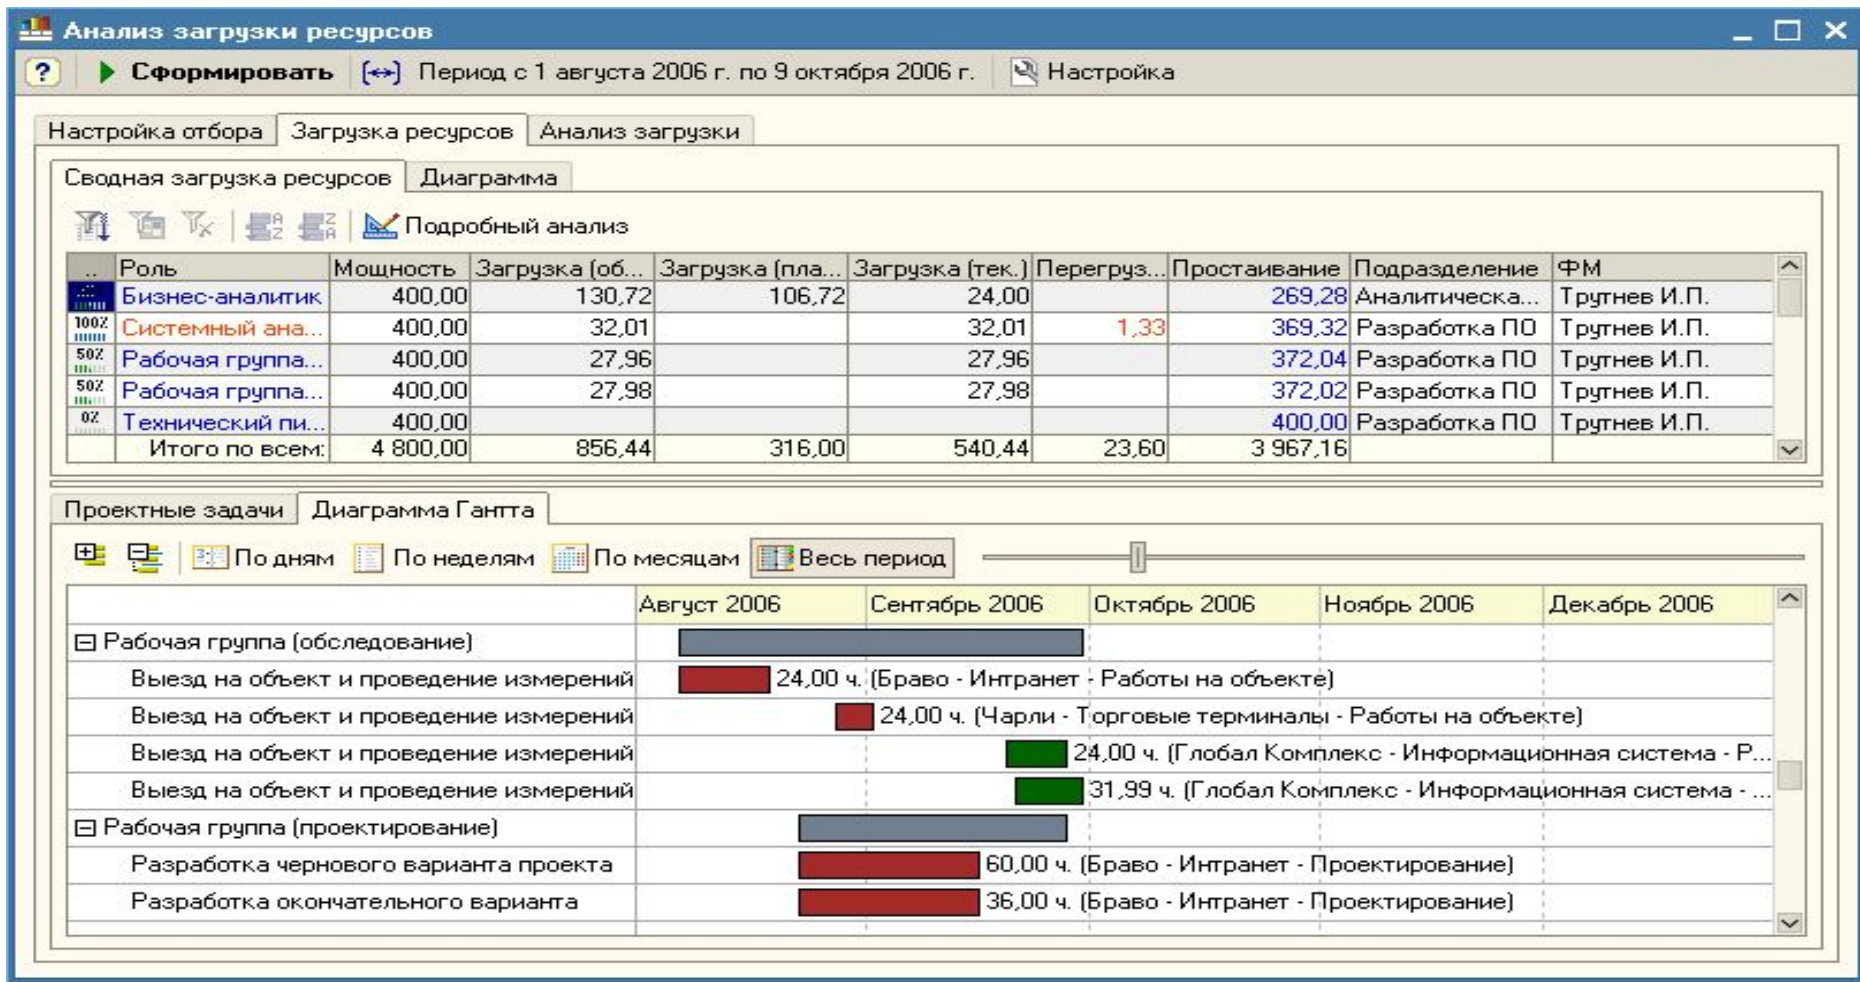 Анализ загрузки ресурсов
? Сформировать Период с 1 августа 2006 г. по 9 октября 2006 г. Настройка
Настройка отбора Загрузка ресурсов Анализ загрузки
Сводная загрузка ресурсов Диаграмма
Подробный анализ
.. Роль Мощность Загрузка (об... Загрузка (пла... Загрузка (тек.) Перегруз... Простаивание Подразделение ФМ
Бизнес-аналитик 400,00 130,72 106,72 24,00 269,28 Аналитическа... Трутнев И.П.
100% Системный ана... 400,00 32,01 32,01 1,33 369,32 Разработка ПО Трутнев И.П.
50% Рабочая группа... 400,00 27,96 27,96 372,04 Разработка ПО Трутнев И.П.
50% Рабочая группа... 400,00 27,98 27,98 372,02 Разработка ПО Трутнев И.П.
0% Технический пи... 400,00 400,00 Разработка ПО Трутнев И.П.
Итого по всем: 4 800,00 856,44 316,00 540,44 23,60 3 967,16
Проектные задачи Диаграмма Гантта
По дням По неделям По месяцам Весь период
Август 2006 Сентябрь 2006 Октябрь 2006 Ноябрь 2006 Декабрь 2006
Рабочая группа (обследование)
Выезд на объект и проведение измерений 24,00 ч. (Браво - Интранет - Работы на объекте)
Выезд на объект и проведение измерений 24,00 ч. (Чарли - Торговые терминалы - Работы на объекте)
Выезд на объект и проведение измерений 24,00 ч. (Глобал Комплекс - Информационная система - Р...
Выезд на объект и проведение измерений 31,99 ч. (Глобал Комплекс - Информационная система - ...
Рабочая группа (проектирование)
Разработка чернового варианта проекта 60,00 ч. (Браво - Интранет - Проектирование)
Разработка окончательного варианта 36,00 ч. (Браво - Интранет - Проектирование)